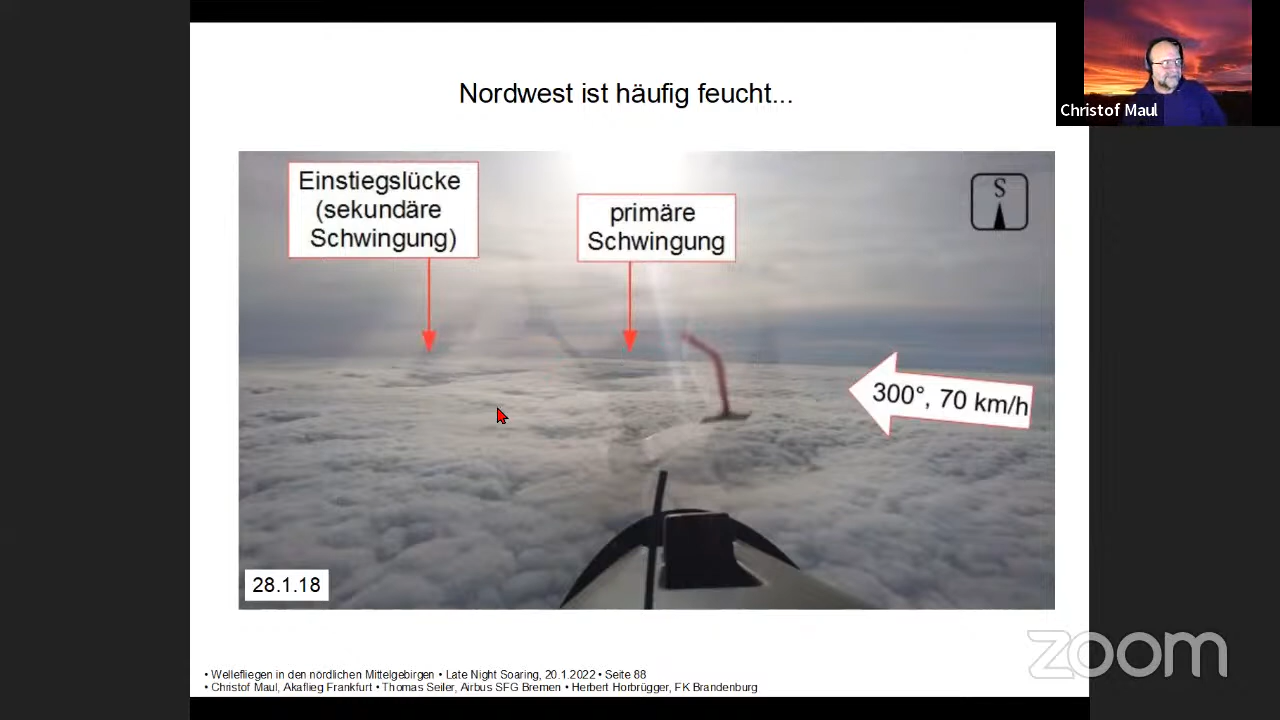 Nordwest ist häufig feucht...
Christof Maul
Einstiegslücke
(sekundäre
Schwingung)
primäre
Schwingung
S
300°, 70 km/h
28.1.18
• Wellefliegen in den nördlichen Mittelgebirgen • Late Night Soaring, 20.1.2022 • Seite 88
• Christof Maul, Akaflieg Frankfurt • Thomas Seiler, Airbus SFG Bremen • Herbert Horbrügger, FK Brandenburg
zoom